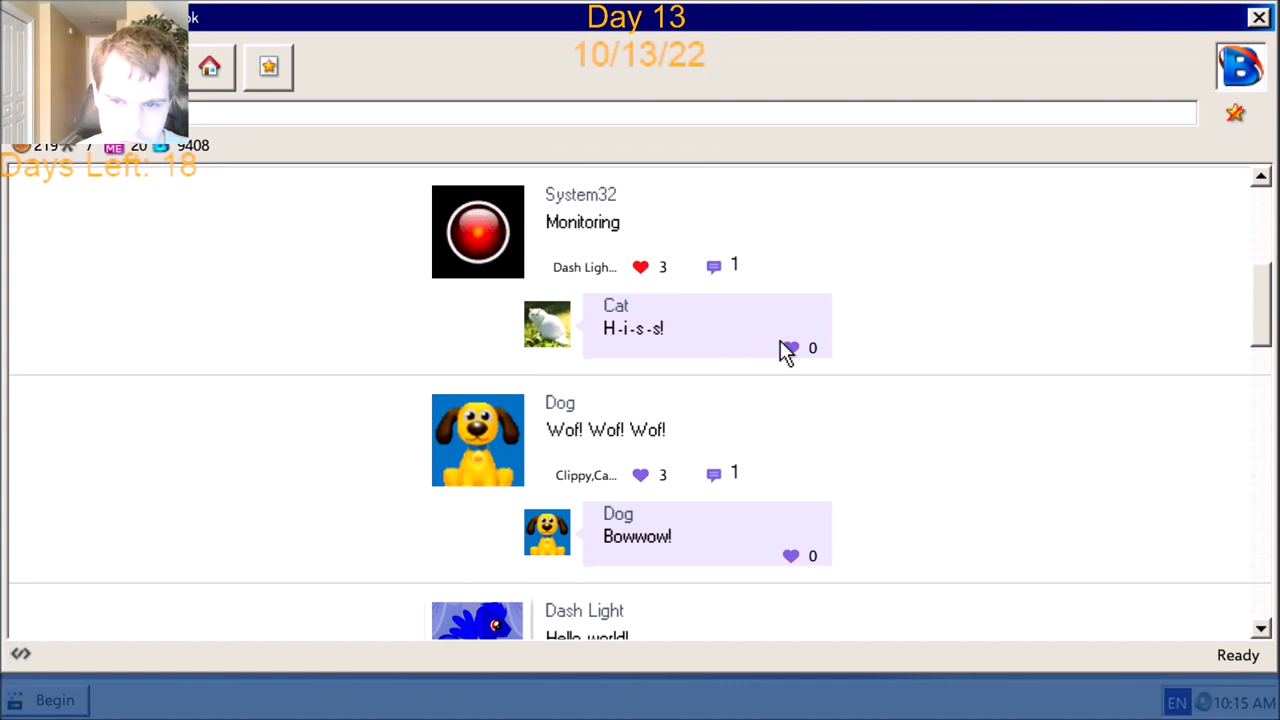 ok
Day 13
10/13/22
219 7 ME 20 9408
Days Left: 18
System32
Monitoring
Dash Ligh... 3 1
Cat
H-i-s-s!
0
Dog
Wof! Wof! Wof!
Clippy,Ca... 3 1
Dog
Bowwow!
0
Dash Light
Hello world!
Ready
Begin
EN 10:15 AM